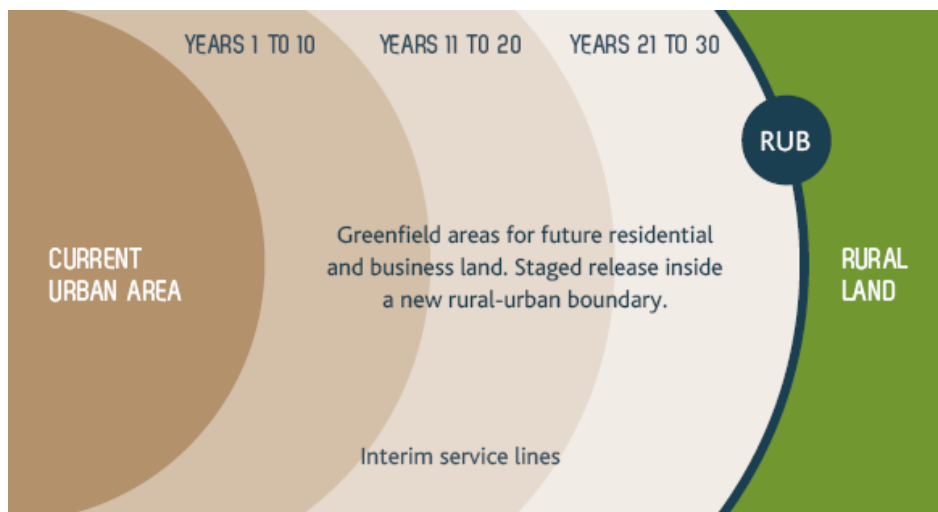 YEARS 1 TO 10
YEARS 11 TO 20
YEARS 21 TO 30
RUB
CURRENT
URBAN AREA
Greenfield areas for future residential
and business land. Staged release inside
a new rural-urban boundary.
RURAL
LAND
Interim service lines